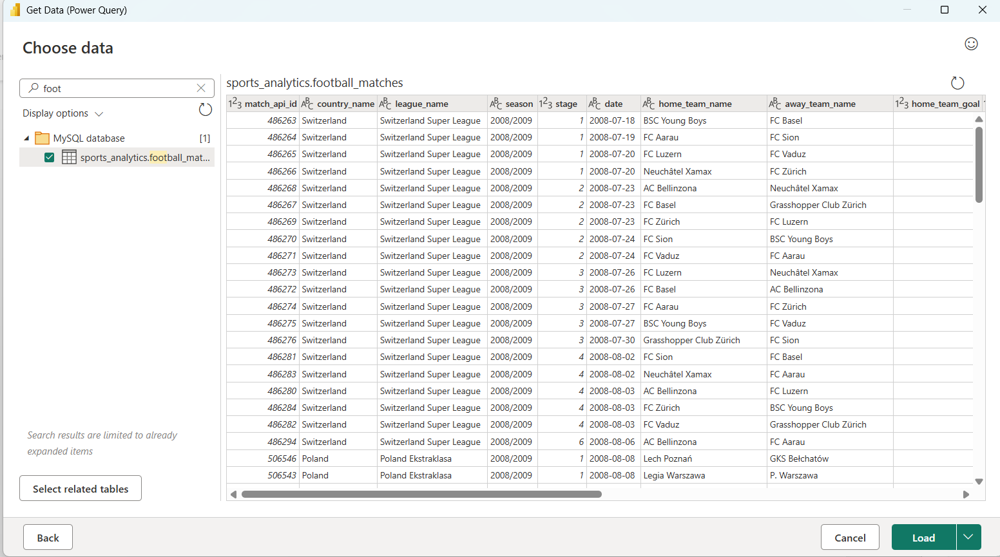 Get Data (Power Query)
Choose data
foot
Display options
MySQL database [1]
sports_analytics.football_mat...
Search results are limited to already
expanded items
Select related tables
sports_analytics.football_matches
1²3 match_api_id ABC country_name ABC league_name ABC season 1²3 stage ABC date ABC home_team_name ABC away_team_name 1²3 home_team_goal
486263 Switzerland Switzerland Super League 2008/2009 1 2008-07-18 BSC Young Boys FC Basel
486264 Switzerland Switzerland Super League 2008/2009 1 2008-07-19 FC Aarau FC Sion
486265 Switzerland Switzerland Super League 2008/2009 1 2008-07-20 FC Luzern FC Vaduz
486266 Switzerland Switzerland Super League 2008/2009 1 2008-07-20 Neuchâtel Xamax FC Zürich
486268 Switzerland Switzerland Super League 2008/2009 2 2008-07-23 AC Bellinzona Neuchâtel Xamax
486267 Switzerland Switzerland Super League 2008/2009 2 2008-07-23 FC Basel Grasshopper Club Zürich
486269 Switzerland Switzerland Super League 2008/2009 2 2008-07-23 FC Zürich FC Luzern
486270 Switzerland Switzerland Super League 2008/2009 2 2008-07-24 FC Sion BSC Young Boys
486271 Switzerland Switzerland Super League 2008/2009 2 2008-07-24 FC Vaduz FC Aarau
486273 Switzerland Switzerland Super League 2008/2009 3 2008-07-26 FC Luzern Neuchâtel Xamax
486272 Switzerland Switzerland Super League 2008/2009 3 2008-07-26 FC Basel AC Bellinzona
486274 Switzerland Switzerland Super League 2008/2009 3 2008-07-27 FC Aarau FC Zürich
486275 Switzerland Switzerland Super League 2008/2009 3 2008-07-27 BSC Young Boys FC Vaduz
486276 Switzerland Switzerland Super League 2008/2009 3 2008-07-30 Grasshopper Club Zürich FC Sion
486281 Switzerland Switzerland Super League 2008/2009 4 2008-08-02 FC Sion FC Basel
486283 Switzerland Switzerland Super League 2008/2009 4 2008-08-02 Neuchâtel Xamax FC Aarau
486280 Switzerland Switzerland Super League 2008/2009 4 2008-08-03 AC Bellinzona FC Luzern
486284 Switzerland Switzerland Super League 2008/2009 4 2008-08-03 FC Zürich BSC Young Boys
486282 Switzerland Switzerland Super League 2008/2009 4 2008-08-03 FC Vaduz Grasshopper Club Zürich
486294 Switzerland Switzerland Super League 2008/2009 6 2008-08-06 AC Bellinzona FC Aarau
506546 Poland Poland Ekstraklasa 2008/2009 1 2008-08-08 Lech Poznań GKS Bełchatów
506543 Poland Poland Ekstraklasa 2008/2009 1 2008-08-08 Legia Warszawa P. Warszawa
Back
Cancel
Load